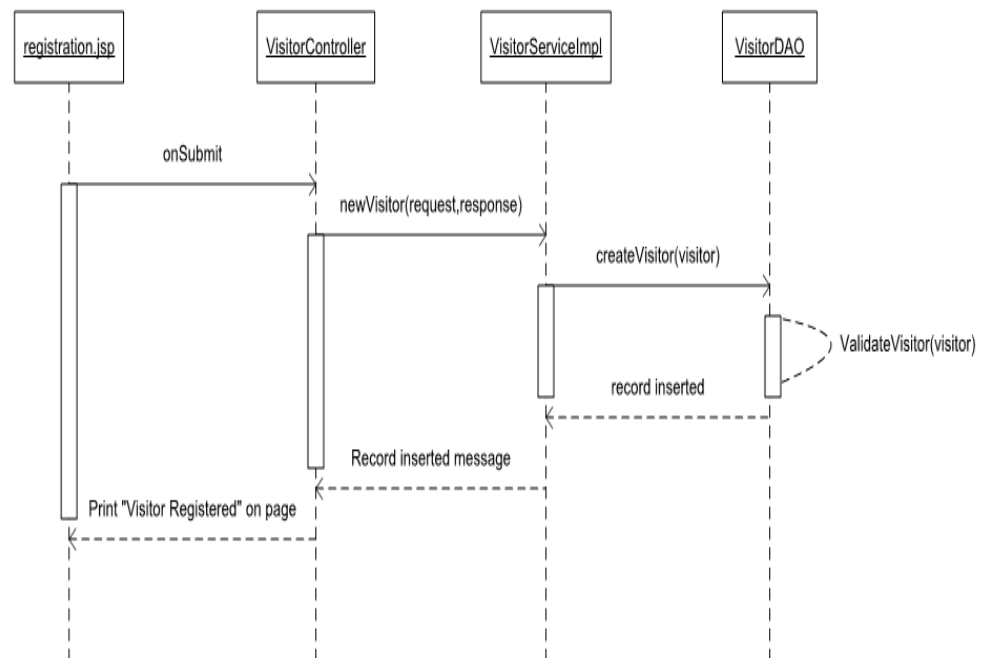 registration.jsp
VisitorController
VisitorServiceImpl
VisitorDAO
onSubmit
newVisitor(request,response)
createVisitor(visitor)
ValidateVisitor(visitor)
record inserted
Record inserted message
Print "Visitor Registered" on page